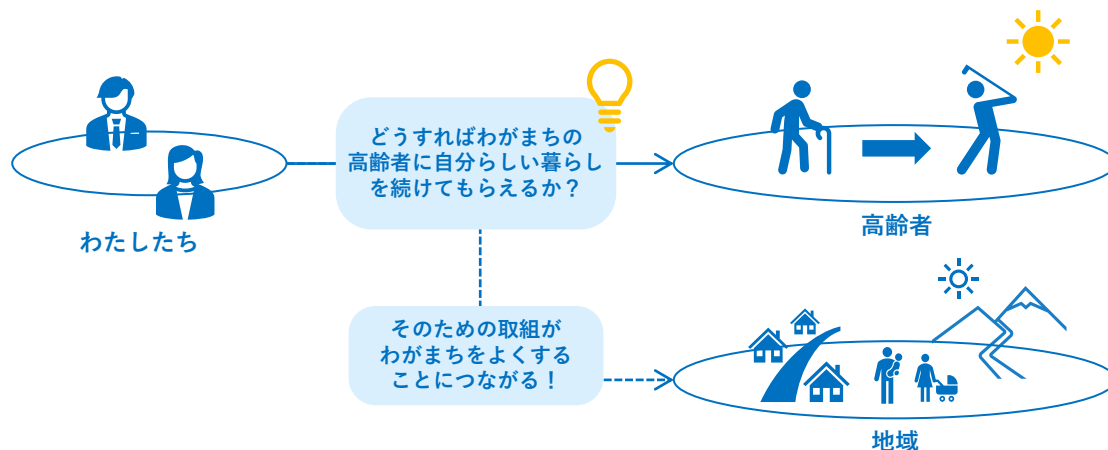 どうすればわがまちの
高齢者に自分らしい暮らし
を続けてもらえるか？
わたしたち
高齢者
そのための取組が
わがまちをよくする
ことにつながる！
地域